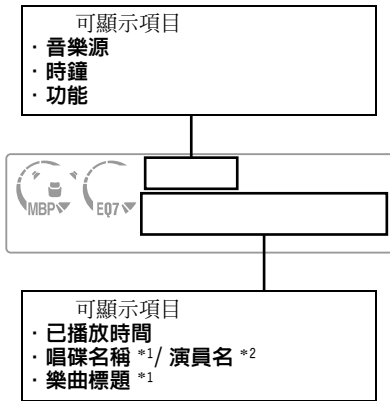 可顯示項目
· 音樂源
· 時鐘
· 功能
MBP EQ7
可顯示項目
· 已播放時間
· 唱碟名稱 *1/ 演員名 *2
· 樂曲標題 *1